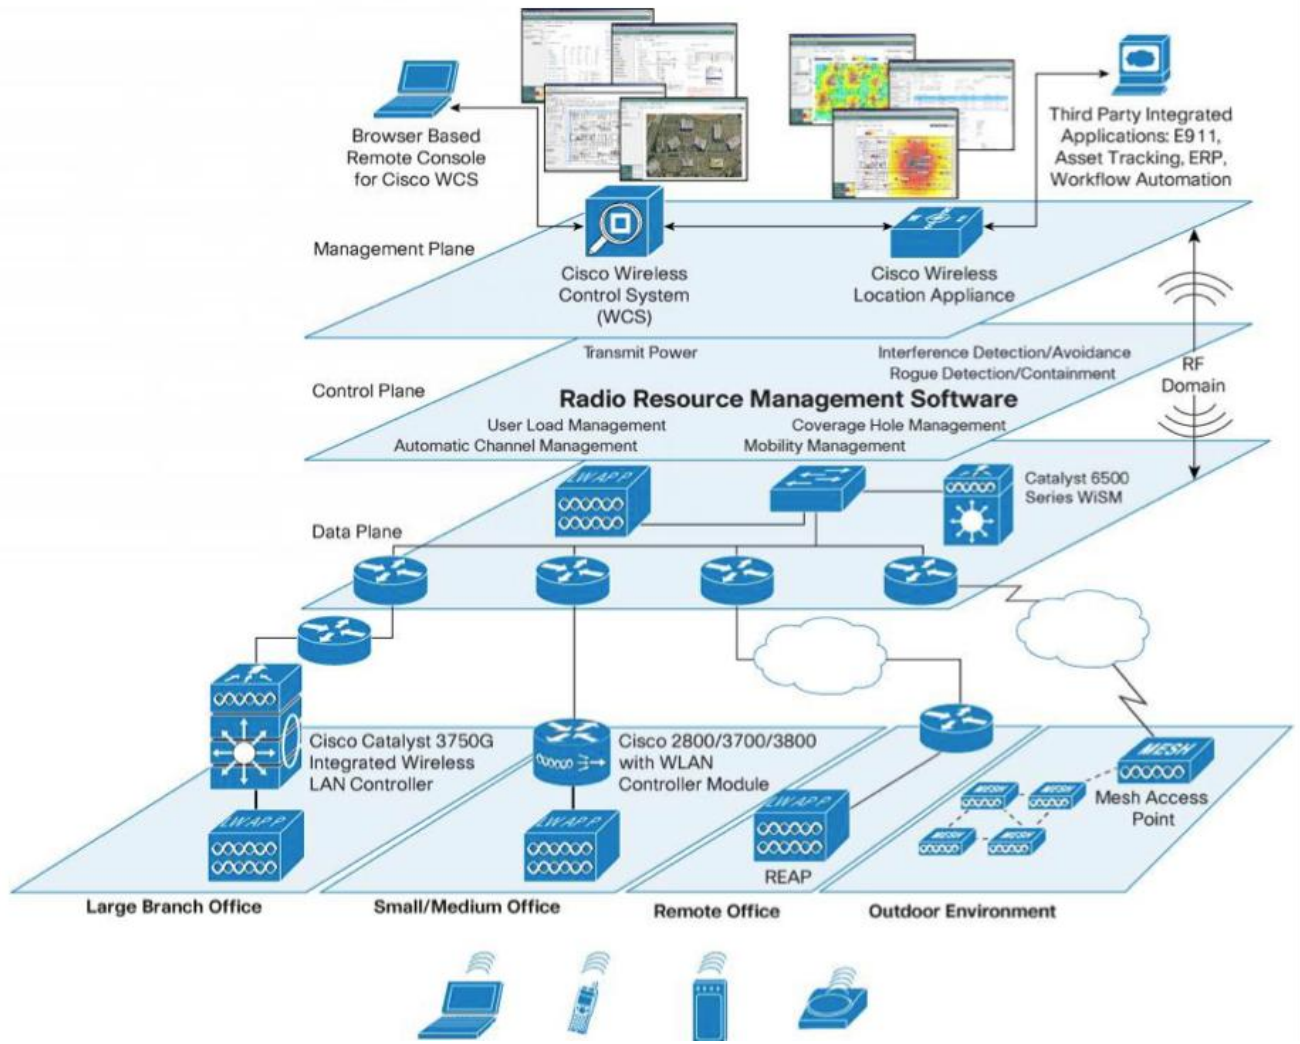 Browser Based
Remote Console
for Cisco WCS
Third Party Integrated
Applications: E911,
Asset Tracking, ERP,
Workflow Automation
Management Plane
Cisco Wireless
Control System
(WCS)
Cisco Wireless
Location Appliance
Transmit Power
Interference Detection/Avoidance
Rogue Detection/Containment
Control Plane
Radio Resource Management Software
User Load Management
Coverage Hole Management
Automatic Channel Management
Mobility Management
RF
Domain
LWAPP
Catalyst 6500
Series WiSM
Data Plane
Cisco Catalyst 3750G
Integrated Wireless
LAN Controller
Cisco 2800/3700/3800
with WLAN
Controller Module
MESH
Mesh Access
Point
MESH
MESH
MESH
MESH
LWAPP
LWAPP
LWAPP
REAP
Large Branch Office
Small/Medium Office
Remote Office
Outdoor Environment